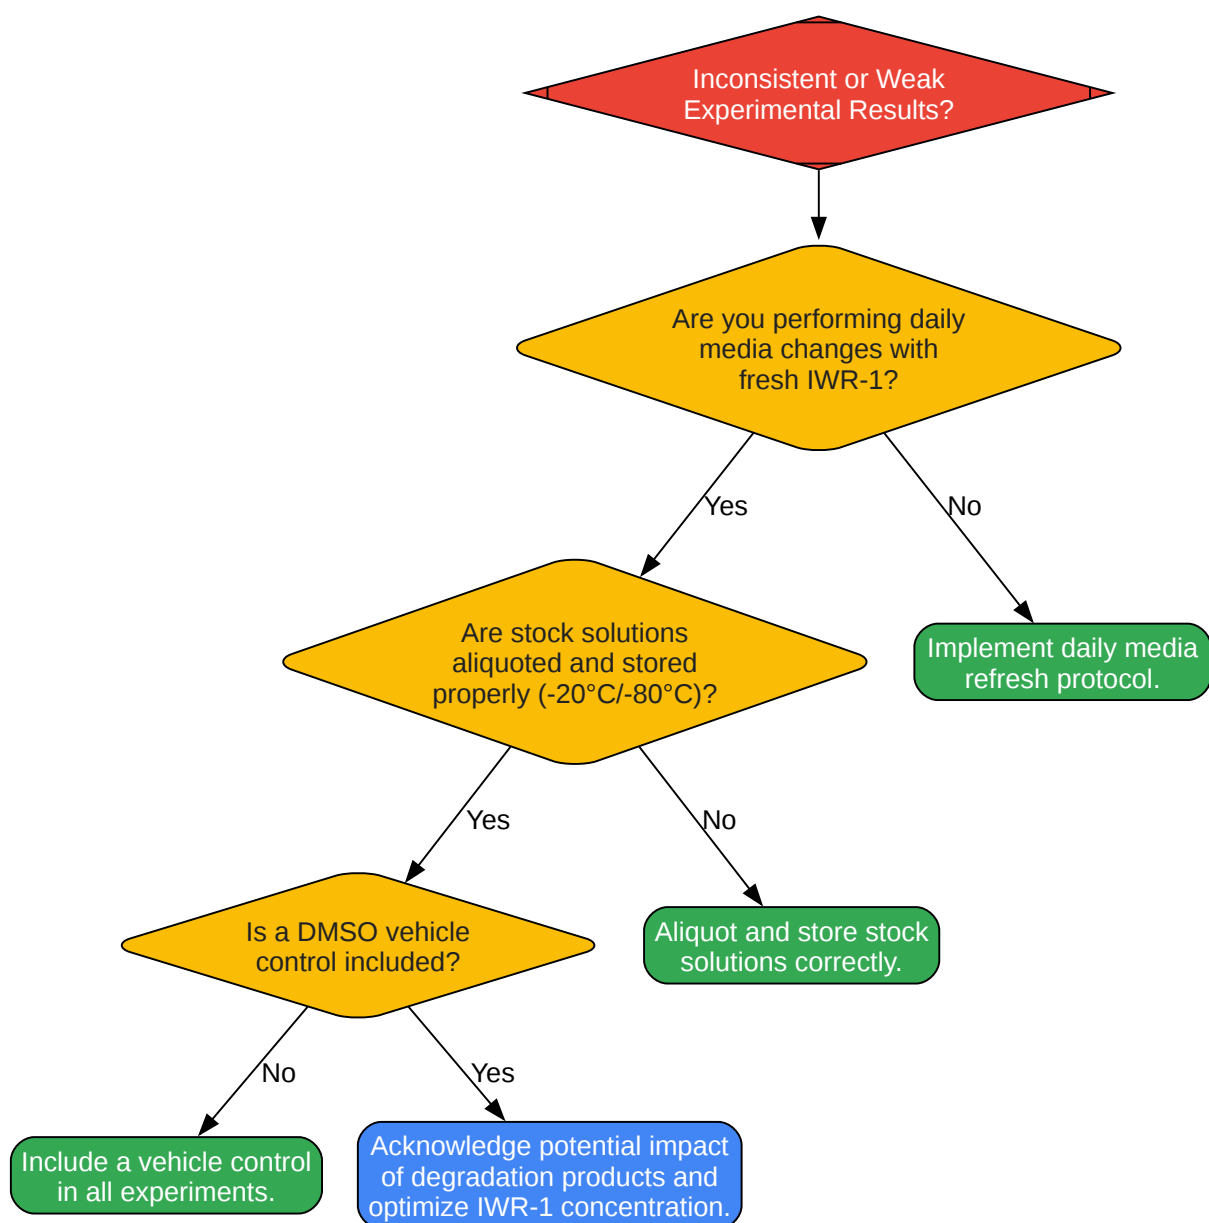 Inconsistent or Weak
Experimental Results?
Are you performing daily
media changes with
fresh IWR-1?
Yes
No
Are stock solutions
aliquoted and stored
properly (-20°C/-80°C)?
Implement daily media
refresh protocol.
Yes
No
Is a DMSO vehicle
control included?
Aliquot and store stock
solutions correctly.
No
Yes
Include a vehicle control
in all experiments.
Acknowledge potential impact
of degradation products and
optimize IWR-1 concentration.